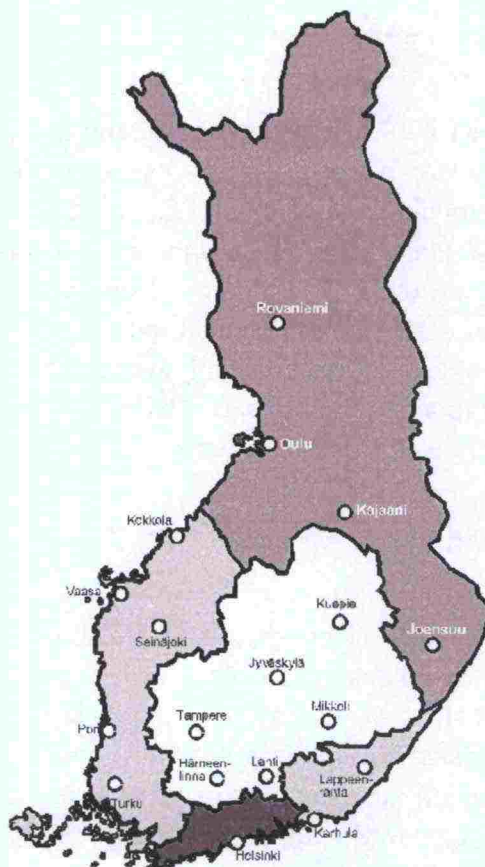 Rovaniemi
Oulu
Kajaani
Kokkola
Vaasa
Kuopio
Seinäjoki
Joensuu
Jyväskylä
Mikkeli
Pori
Tampere
Hämeen-
linna
Lahti
Lappeen-
ranta
Turku
Karhula
Helsinki